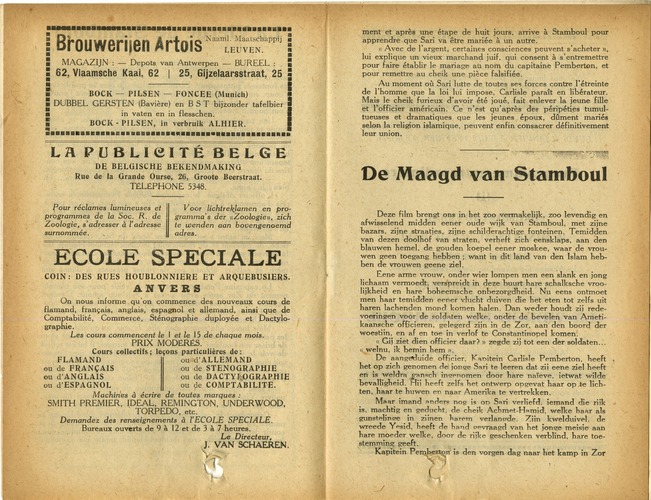 Brouwerijen Artois Naaml. Maatschappij
LEUVEN.
MAGAZIJN: — Depots van Antwerpen — BUREEL:
62, Vlaamsche Kaai, 62 | 25, Gijzelaarsstraat, 25
BOCK — PILSEN — FONCEE (Munich)
DUBBEL GERSTEN (Bavière) en B S T bijzonder tafelbier
in vaten en in flesschen.
BOCK - PILSEN, in verbruik ALHIER.
LA PUBLICITÉ BELGE
DE BELGISCHE BEKENDMAKING
Rue de la Grande Ourse, 26, Groote Beerstraat.
TELEPHONE 5348.
Pour réclames lumineuses et
programmes de la Soc. R. de
Zoologie, s'adresser à l'adresse
surnommée.
Voor lichtreklamen en pro-
gramma's der «Zoologie», zich
te wenden aan bovengenoemd
adres.
ECOLE SPECIALE
COIN: DES RUES HOUBLONNIERE ET ARQUEBUSIERS.
ANVERS
On nous informe qu'on commence des nouveaux cours de
flamand, français, anglais, espagnol et allemand, ainsi que de
Comptabilité, Commerce, Sténographie duployée et Dactylo-
graphie.
Les cours commencent le 1 et le 15 de chaque mois.
PRIX MODERÉS.
Cours collectifs; leçons particulières de:
FLAMAND ou d'ALLEMAND
ou de FRANÇAIS ou de STENOGRAPHIE
ou d'ANGLAIS ou de DACTYLOGRAPHIE
ou d'ESPAGNOL ou de COMPTABILITE.
Machines à écrire de toutes marques
SMITH PREMIER, IDEAL, REMINGTON, UNDERWOOD,
TORPEDO, etc.
Demandez des renseignements à l'ECOLE SPECIALE.
Bureaux ouverts de 9 à 12 et de 3 à 7 heures.
Le Directeur,
J. VAN SCHAEREN.
ment et après une étape de huit jours, arrive à Stamboul pour
apprendre que Sari va être mariée à un autre.
« Avec de l'argent, certaines consciences peuvent s'acheter »,
lui explique un vieux marchand juif, qui consent à s'entremettre
pour faire établir le mariage au nom du capitaine Pemberton, et
pour remettre au cheik une pièce falsifiée.
Au moment où Sari lutte de toutes ses forces contre l'étreinte
de l'homme que la loi lui impose, Carlisle paraît en libérateur.
Mais le cheik furieux d'avoir été joué, fait enlever la jeune fille
et l'officier américain. Ce n'est qu'après des péripéties tumul-
tueuses et dramatiques que les jeunes époux, dûment mariés
selon la religion islamique, peuvent enfin consacrer définitivement
leur union.
De Maagd van Stamboul
Deze film brengt ons in het zoo vermakelijk, zoo levendig en
afwisselend midden eener oude wijk van Stamboul, met zijne
bazars, zijne straatjes, zijne schilderachtige fonteinen. Temidden
van dezen doolhof van straten, verheft zich eensklaps, aan den
blauwen hemel, de gouden koepel eener moskee, waar de vrou-
wen geen toegang hebben; want in dit land van den Islam heb-
ben de vrouwen geene ziel.
Eene arme vrouw, onder wier lompen men een slank en jong
lichaam vermoedt, verspreidt in deze buurt hare schalksche vroo-
lijkheid en hare boheemsche onbezorgdheid. Nu eens ontmoet
men haar temidden eener vlucht duiven die het eten tot zelfs uit
haren lachenden mond komen halen. Dan weder houdt zij rede-
voeringen voor de soldaten welke, onder de bevelen van Ameri-
kaansche officieren, gelegerd zijn in de Zor, aan den boord der
woestijn, en af en toe in verlof te Constantinopel komen:
« Gij ziet dien officier daar? » zegde zij tot een der soldaten...
« welnu, ik bemin hem ».
De aangeduide officier, Kapitein Carlisle Pemberton, heeft
het op zich genomen de jonge Sari te leeren dat zij eene ziel heeft
en is weldra gansch ingenomen door hare naïeve, ietwat wilde
bevalligheid. Hij heeft zelfs het ontwerp opgevat haar op te lich-
ten, haar te huwen en naar Amerika te vertrekken.
Maar imand anders nog is op Sari verliefd, iemand die rijk
is, machtig en geducht, de cheik Achmet-Hamid, welke haar als
gunstelinge in zijnen harem verlangde. Zijn kwelduivel, de
wreede Yesid, heeft de hand gevraagd van het jonge meisje aan
hare moeder welke, door de rijke geschenken verblind, hare toe-
stemming geeft.
Kapitein Pemberton is den vorgen dag naar het kamp in Zor